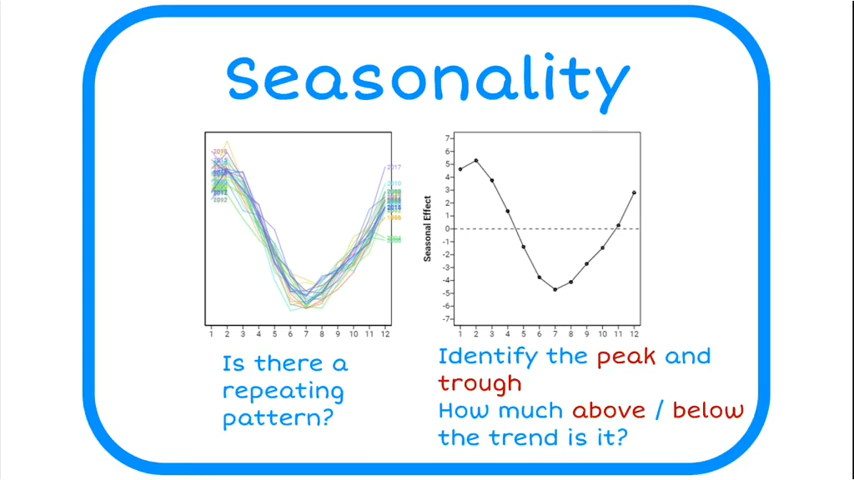 Seasonality
2017
1 2 3 4 5 6 7 8 9 10 11 12
Seasonal Effect
7
6
5
4
3
2
1
0
-1
-2
-3
-4
-5
-6
-7
1 2 3 4 5 6 7 8 9 10 11 12
Is there a
repeating
pattern?
Identify the peak and
trough
How much above / below
the trend is it?